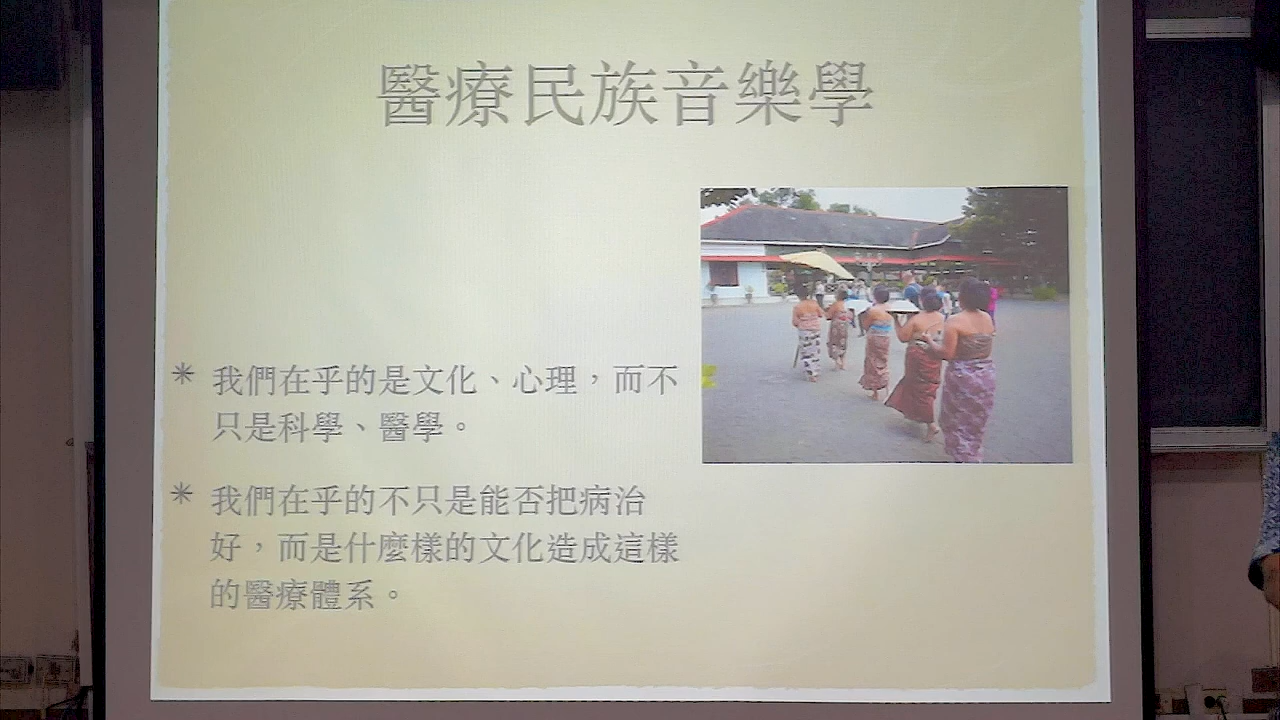 醫療民族音樂學
我們在乎的是文化、心理，而不
只是科學、醫學。
我們在乎的不只是能否把病治
好，而是什麼樣的文化造成這樣
的醫療體系。